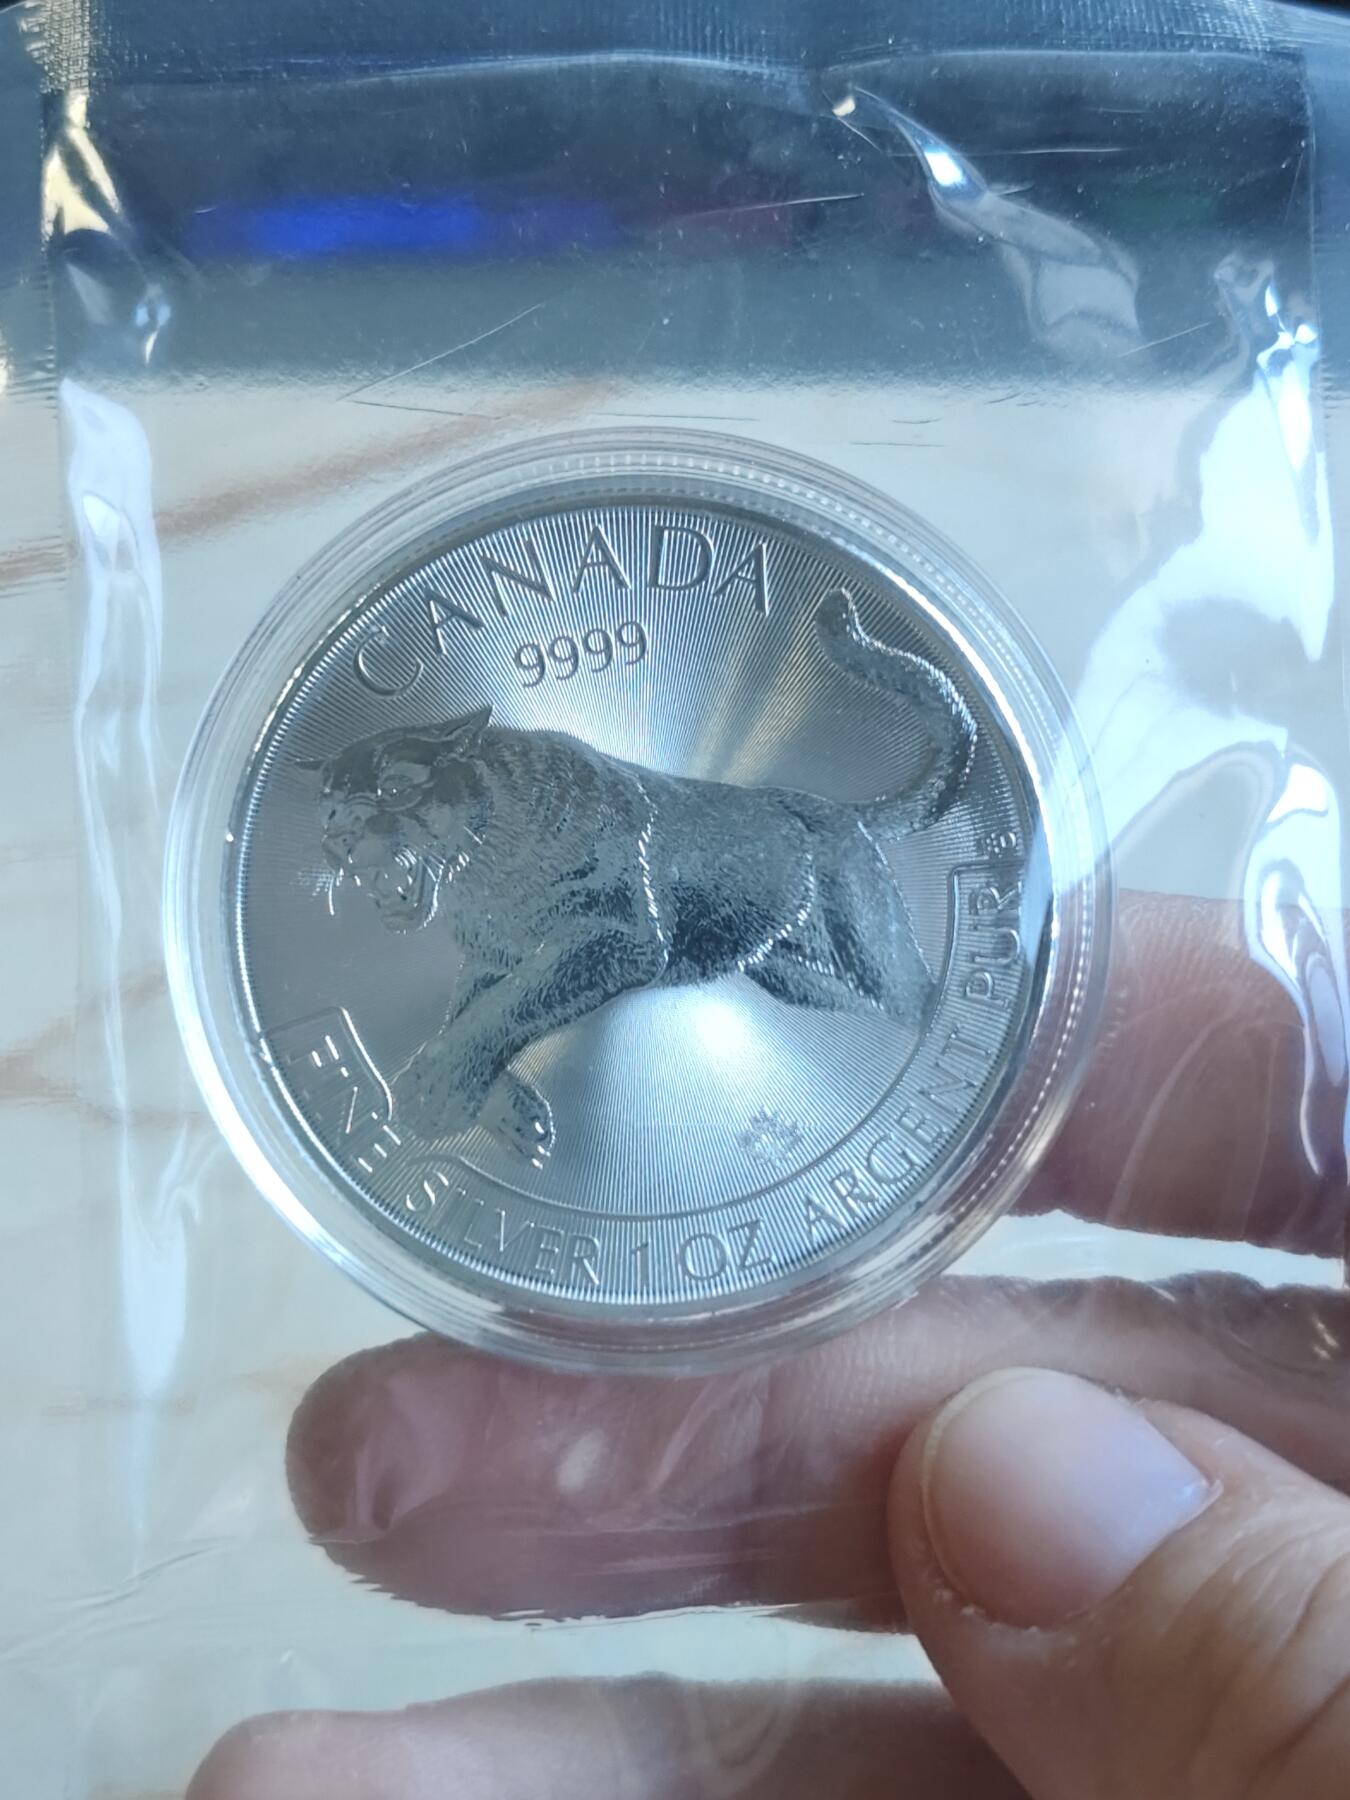 CANADA
9999
FINE SILVER 1 OZ ARGENT PUR